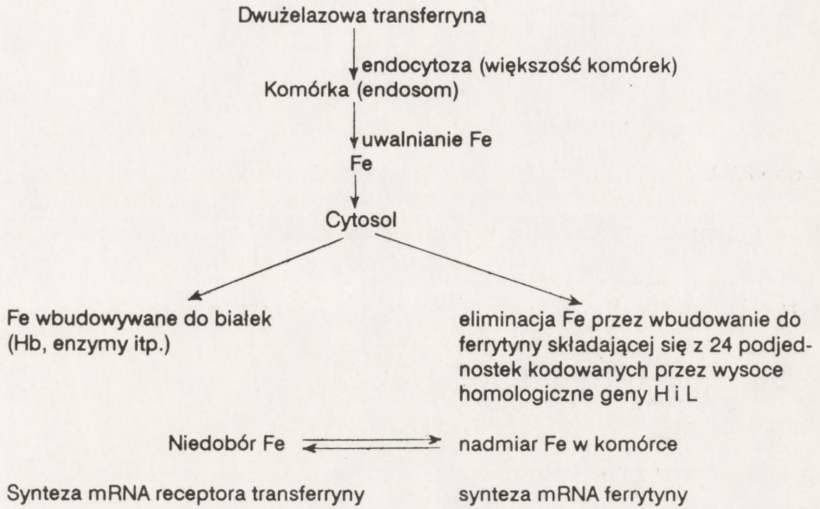 Dwużelazowa transferryna
endocytoza (większość komórek)
Komórka (endosom)
uwalnianie Fe
Fe
Cytosol
Fe wbudowywane do białek
(Hb, enzymy itp.)
eliminacja Fe przez wbudowanie do
ferrytyny składającej się z 24 podjed-
nostek kodowanych przez wysoce
homologiczne geny H i L
Niedobór Fe
nadmiar Fe w komórce
Synteza mRNA receptora transferryny
synteza mRNA ferrytyny